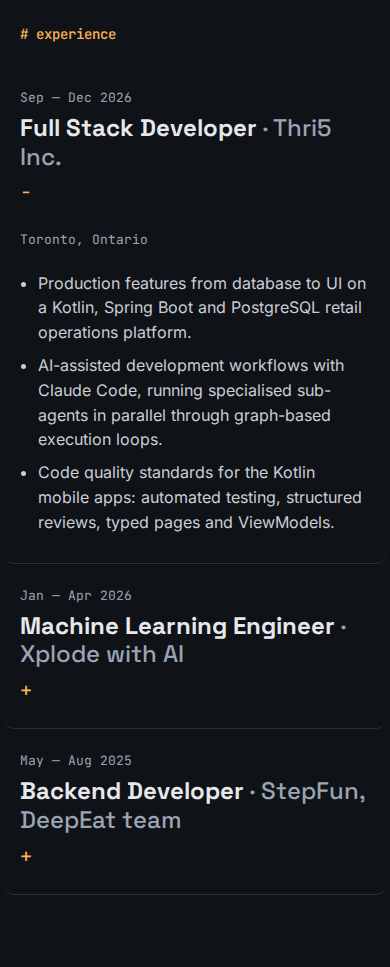 # experience
Sep — Dec 2026
Full Stack Developer · Thri5
Inc.
-
Toronto, Ontario
• Production features from database to UI on
a Kotlin, Spring Boot and PostgreSQL retail
operations platform.
• AI-assisted development workflows with
Claude Code, running specialised sub-
agents in parallel through graph-based
execution loops.
• Code quality standards for the Kotlin
mobile apps: automated testing, structured
reviews, typed pages and ViewModels.
Jan — Apr 2026
Machine Learning Engineer ·
Xplode with AI
+
May — Aug 2025
Backend Developer · StepFun,
DeepEat team
+